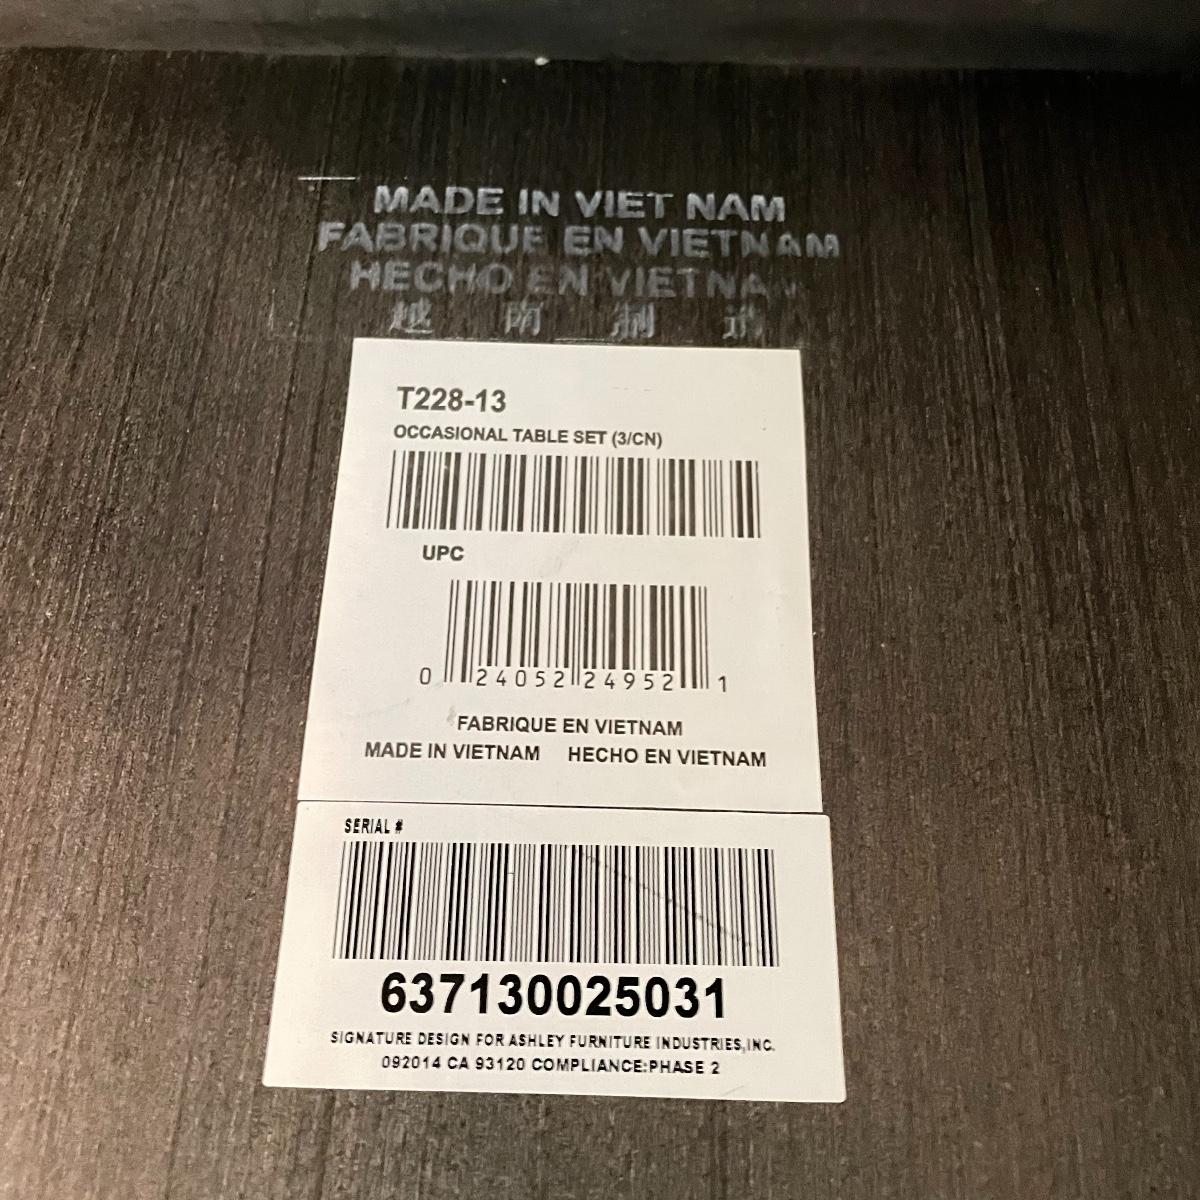 MADE IN VIET NAM
FABRIQUE EN VIETNAM
HECHO EN VIETNAM
越 南 制 造
T228-13
OCCASIONAL TABLE SET (3/CN)
UPC
0 24052 24952 1
FABRIQUE EN VIETNAM
MADE IN VIETNAM HECHO EN VIETNAM
SERIAL #
637130025031
SIGNATURE DESIGN FOR ASHLEY FURNITURE INDUSTRIES,INC.
092014 CA 93120 COMPLIANCE:PHASE 2